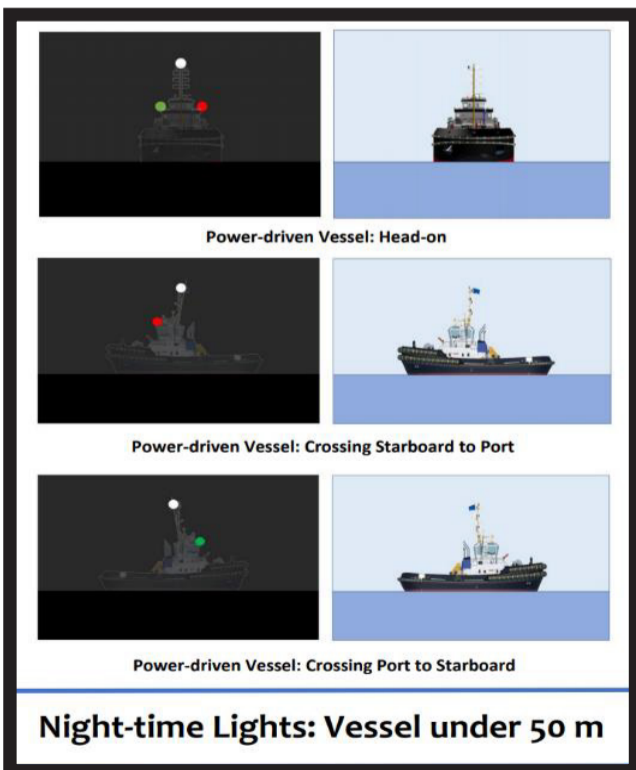 Power-driven Vessel: Head-on
Power-driven Vessel: Crossing Starboard to Port
Power-driven Vessel: Crossing Port to Starboard
Night-time Lights: Vessel under 50 m